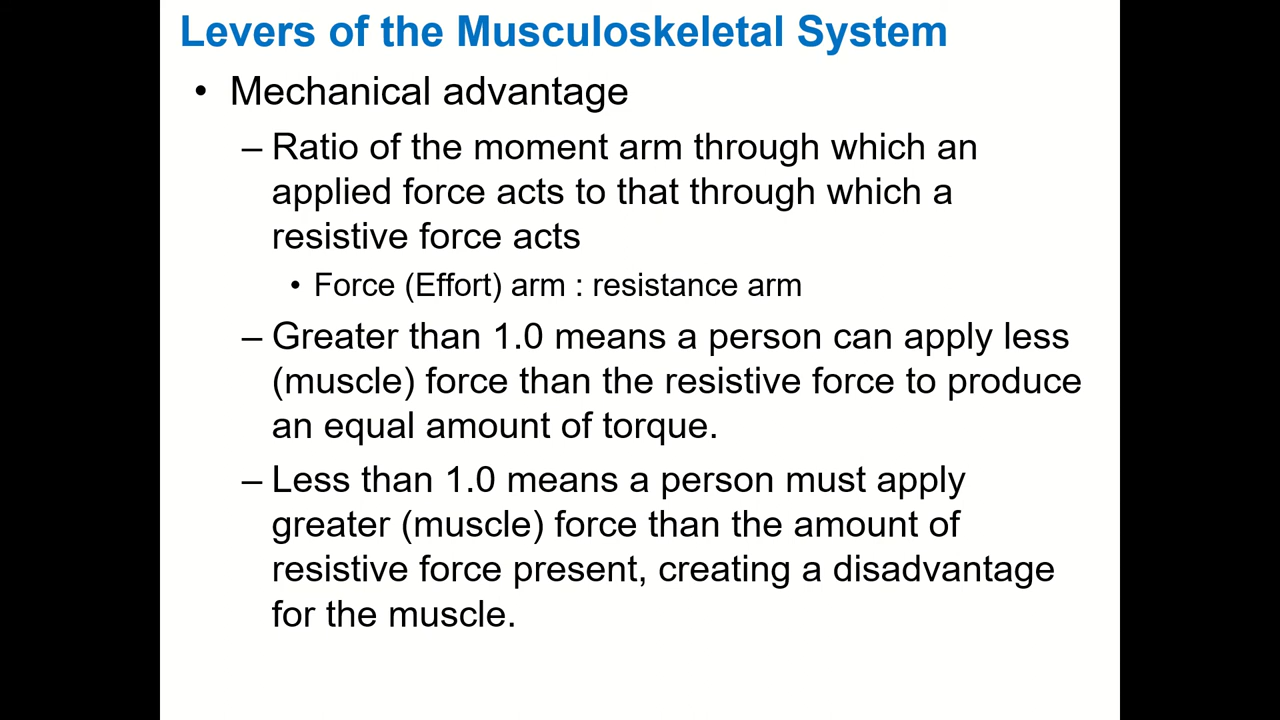 Levers of the Musculoskeletal System
• Mechanical advantage
– Ratio of the moment arm through which an
applied force acts to that through which a
resistive force acts
• Force (Effort) arm : resistance arm
– Greater than 1.0 means a person can apply less
(muscle) force than the resistive force to produce
an equal amount of torque.
– Less than 1.0 means a person must apply
greater (muscle) force than the amount of
resistive force present, creating a disadvantage
for the muscle.